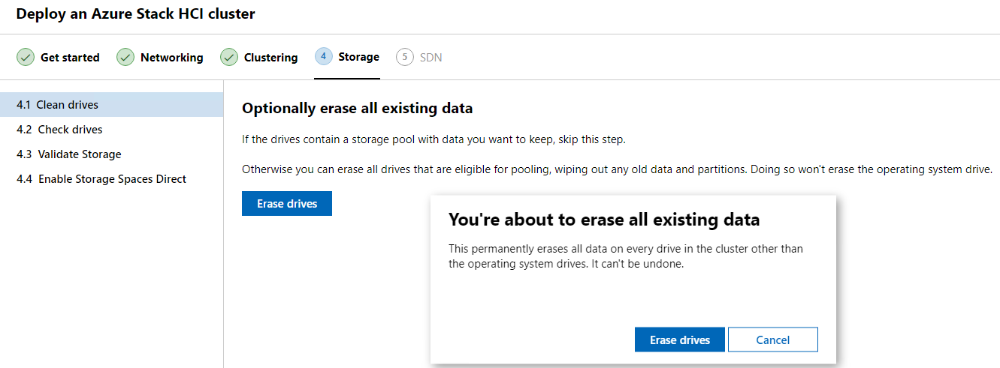 Deploy an Azure Stack HCI cluster
Get started
Networking
Clustering
4 Storage
5 SDN
4.1 Clean drives
4.2 Check drives
4.3 Validate Storage
4.4 Enable Storage Spaces Direct
Optionally erase all existing data
If the drives contain a storage pool with data you want to keep, skip this step.
Otherwise you can erase all drives that are eligible for pooling, wiping out any old data and partitions. Doing so won't erase the operating system drive.
Erase drives
You're about to erase all existing data
This permanently erases all data on every drive in the cluster other than
the operating system drives. It can't be undone.
Erase drives
Cancel